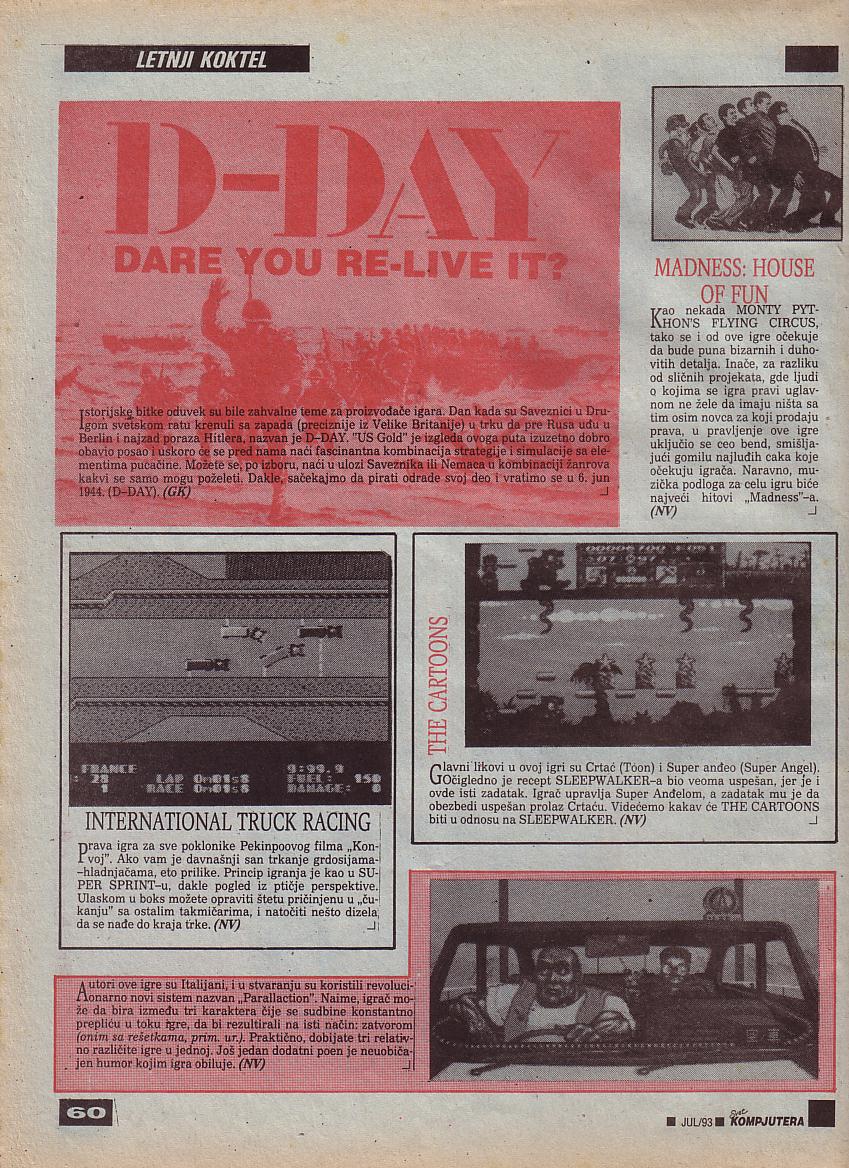 LETNJI KOKTEL
D-DAY
DARE YOU RE-LIVE IT?
Istorijske bitke oduvek su bile zahvalne teme za proizvođače igara. Dan kada su Saveznici u Dru-
gom svetskom ratu krenuli sa zapada (preciznije iz Velike Britanije) u trku da pre Rusa uđu u
Berlin i najzad poraza Hitlera, nazvan je D-DAY. "US Gold" je izgleda ovoga puta izuzetno dobro
obavio posao i uskoro će se pred nama naći fascinantna kombinacija strategije i simulacije sa ele-
mentima pucačine. Možete se, po izboru, naći u ulozi Saveznika ili Nemaca u kombinaciji žanrova
kakvi se samo mogu poželeti. Dakle, sačekajmo da pirati odrade svoj deo i vratimo se u 6. jun
1944. (D-DAY). (GK)
MADNESS: HOUSE
OF FUN
Kao nekada MONTY PYT-
HON'S FLYING CIRCUS,
tako se i od ove igre očekuje
da bude puna bizarnih i duho-
vitih detalja. Inače, za razliku
od sličnih projekata, gde ljudi
o kojima se igra pravi uglav-
nom ne žele da imaju ništa sa
tim osim novca za koji prodaju
prava, u pravljenje ove igre
uključio se ceo bend, smišlja-
jući gomilu najluđih caka koje
očekuju igrača. Naravno, mu-
zička podloga za celu igru biće
najveći hitovi „Madness"-a.
(NV)
FRANCE 9:99.9
: 28 LAP 0m01s8 FUEL: 150
1 RACE 0m01s8 DAMAGE: 0
INTERNATIONAL TRUCK RACING
Prava igra za sve poklonike Pekinpoovog filma „Kon-
voj". Ako vam je davnašnji san trkanje grdosijama-
-hladnjačama, eto prilike. Princip igranja je kao u SU-
PER SPRINT-u, dakle pogled iz ptičje perspektive.
Ulaskom u boks možete opraviti štetu pričinjenu u „ču-
kanju" sa ostalim takmičarima, i natočiti nešto dizela
da se nađe do kraja trke. (NV)
THE CARTOONS
Glavni likovi u ovoj igri su Crtać (Toon) i Super anđeo (Super Angel).
Očigledno je recept SLEEPWALKER-a bio veoma uspešan, jer je i
ovde isti zadatak. Igrač upravlja Super Anđelom, a zadatak mu je da
obezbedi uspešan prolaz Crtaću. Videćemo kakav će THE CARTOONS
biti u odnosu na SLEEPWALKER. (NV)
Autori ove igre su Italijani, i u stvaranju su koristili revoluci-
onarno novi sistem nazvan „Parallaction". Naime, igrač mo-
že da bira između tri karaktera čije se sudbine konstantno
prepliću u toku igre, da bi rezultirali na isti način: zatvorom
(onim sa rešetkama, prim. ur.). Praktično, dobijate tri relativ-
no različite igre u jednoj. Još jedan dodatni poen je neuobiča-
jen humor kojim igra obiluje. (NV)
60
JUL/93 Svet KOMPJUTERA